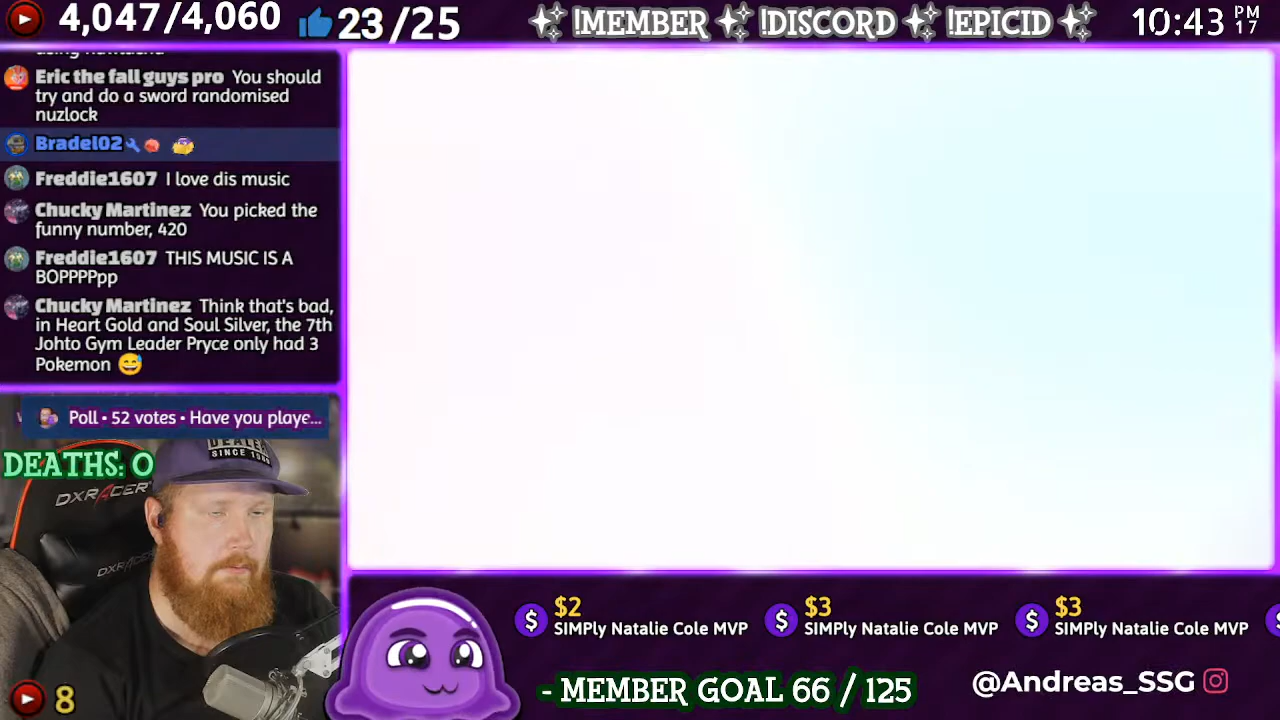 4,047/4,060 23/25 !MEMBER !DISCORD !EPICID 10:43 PM 17
Eric the fall guys pro You should
try and do a sword randomised
nuzlock
Bradel02
Freddie1607 I love dis music
Chucky Martinez You picked the
funny number, 420
Freddie1607 THIS MUSIC IS A
BOPPPPpp
Chucky Martinez Think that's bad,
in Heart Gold and Soul Silver, the 7th
Johto Gym Leader Pryce only had 3
Pokemon
Poll • 52 votes • Have you playe...
DEATHS: 0
DEALER
SINCE
DXRACER
DXRACER
8
$ $2 $ $3 $ $3
SIMPly Natalie Cole MVP SIMPly Natalie Cole MVP SIMPly Natalie Cole MVP
- MEMBER GOAL 66 / 125
@Andreas_SSG